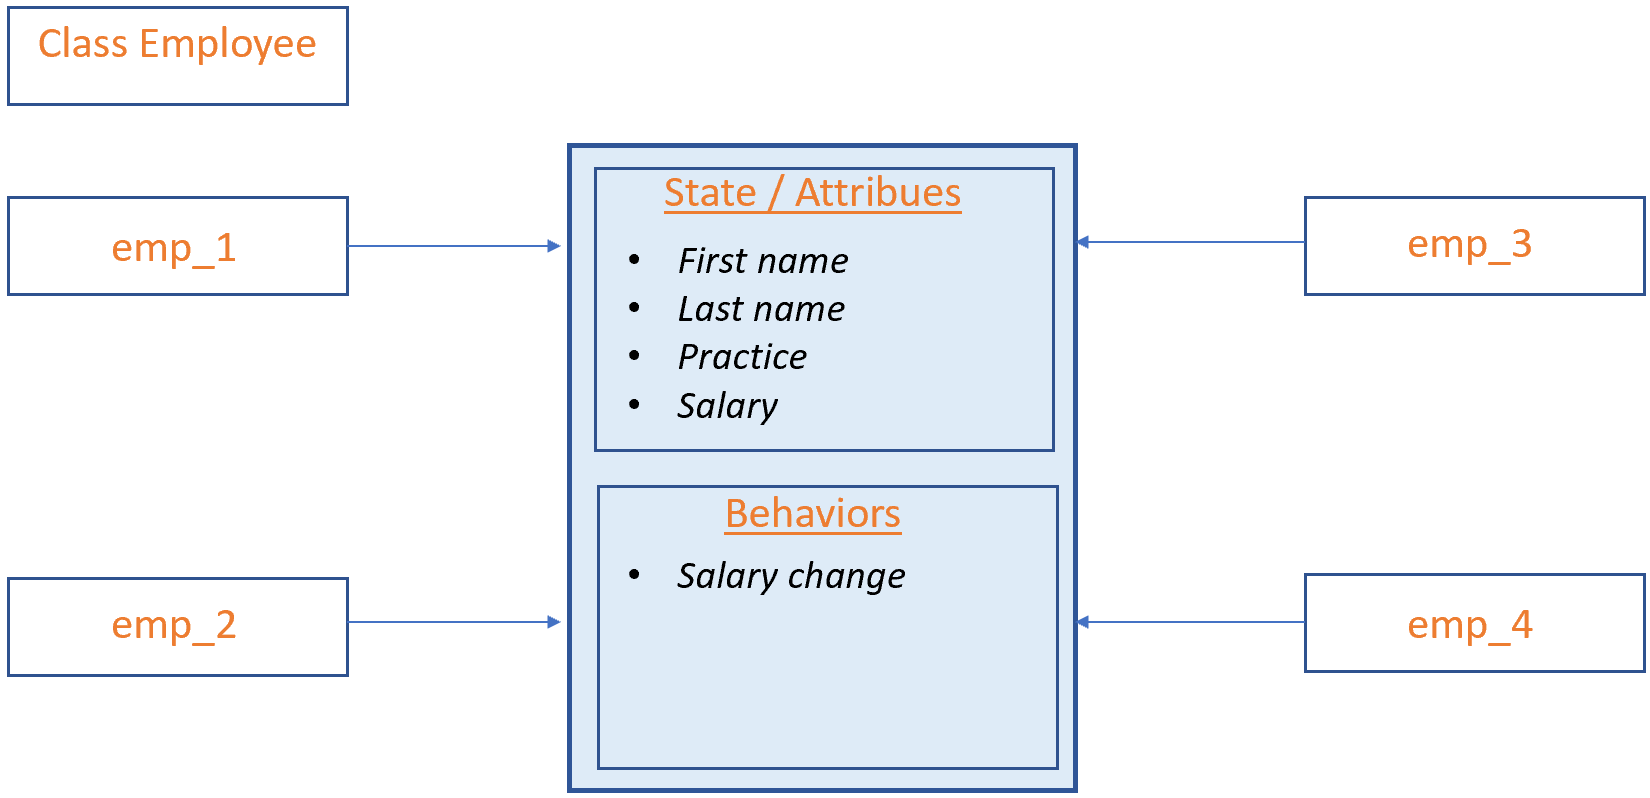 Class Employee
emp_1
emp_2
State / Attribues
• First name
• Last name
• Practice
• Salary
Behaviors
• Salary change
emp_3
emp_4